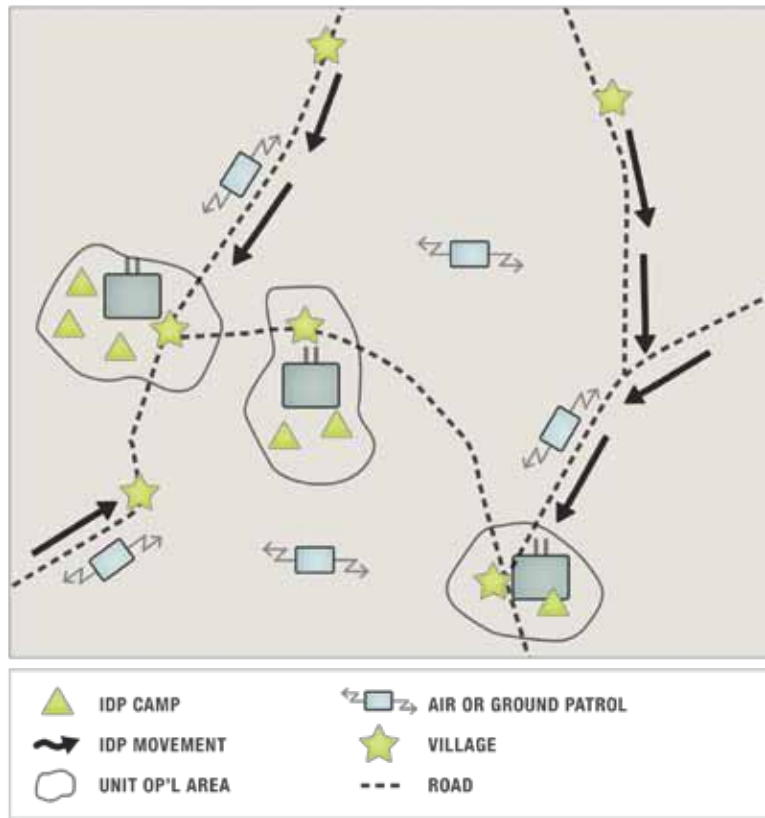 IDP CAMP
AIR OR GROUND PATROL
IDP MOVEMENT
VILLAGE
UNIT OP'L AREA
ROAD